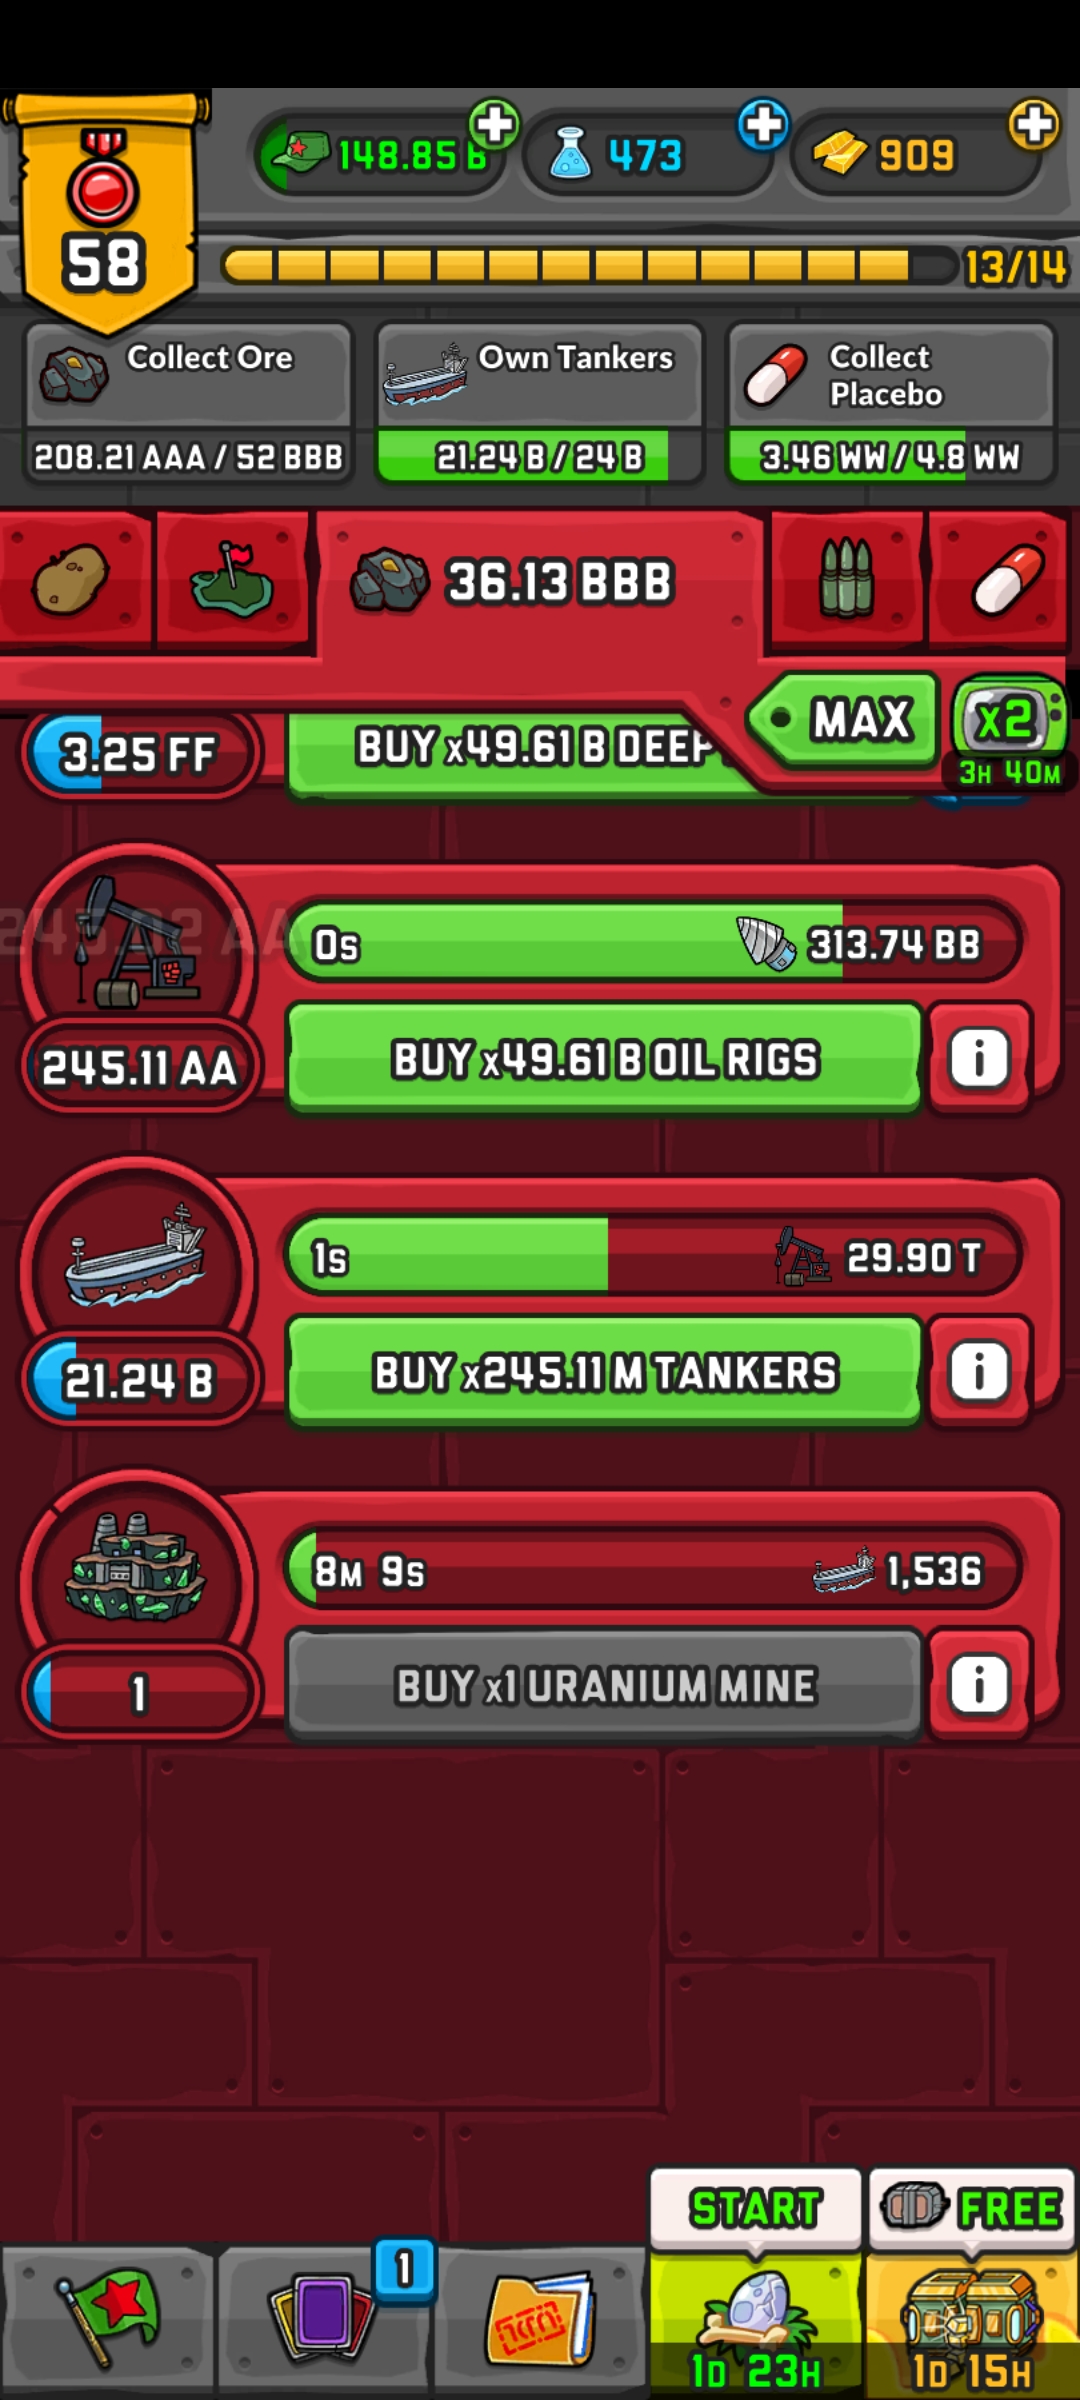 58
148.85 B
473
909
13/14
Collect Ore
208.21 AAA / 52 BBB
Own Tankers
21.24 B / 24 B
Collect
Placebo
3.46 WW / 4.8 WW
36.13 BBB
MAX
x2
3H 40M
3.25 FF
BUY x49.61 B DEEP
0s
313.74 BB
245.11 AA
BUY x49.61 B OIL RIGS
i
1s
29.90 T
21.24 B
BUY x245.11 M TANKERS
i
8M 9s
1,536
1
BUY x1 URANIUM MINE
i
START
FREE
1
1D 23H
1D 15H